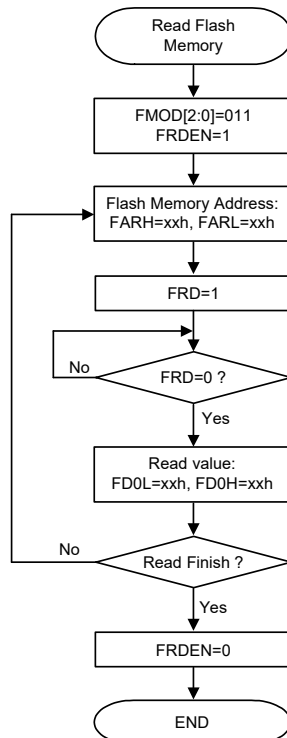 Read Flash
Memory
FMOD[2:0]=011
FRDEN=1
Flash Memory Address:
FARH=xxh, FARL=xxh
FRD=1
No
FRD=0 ?
Yes
Read value:
FD0L=xxh, FD0H=xxh
No
Read Finish ?
Yes
FRDEN=0
END